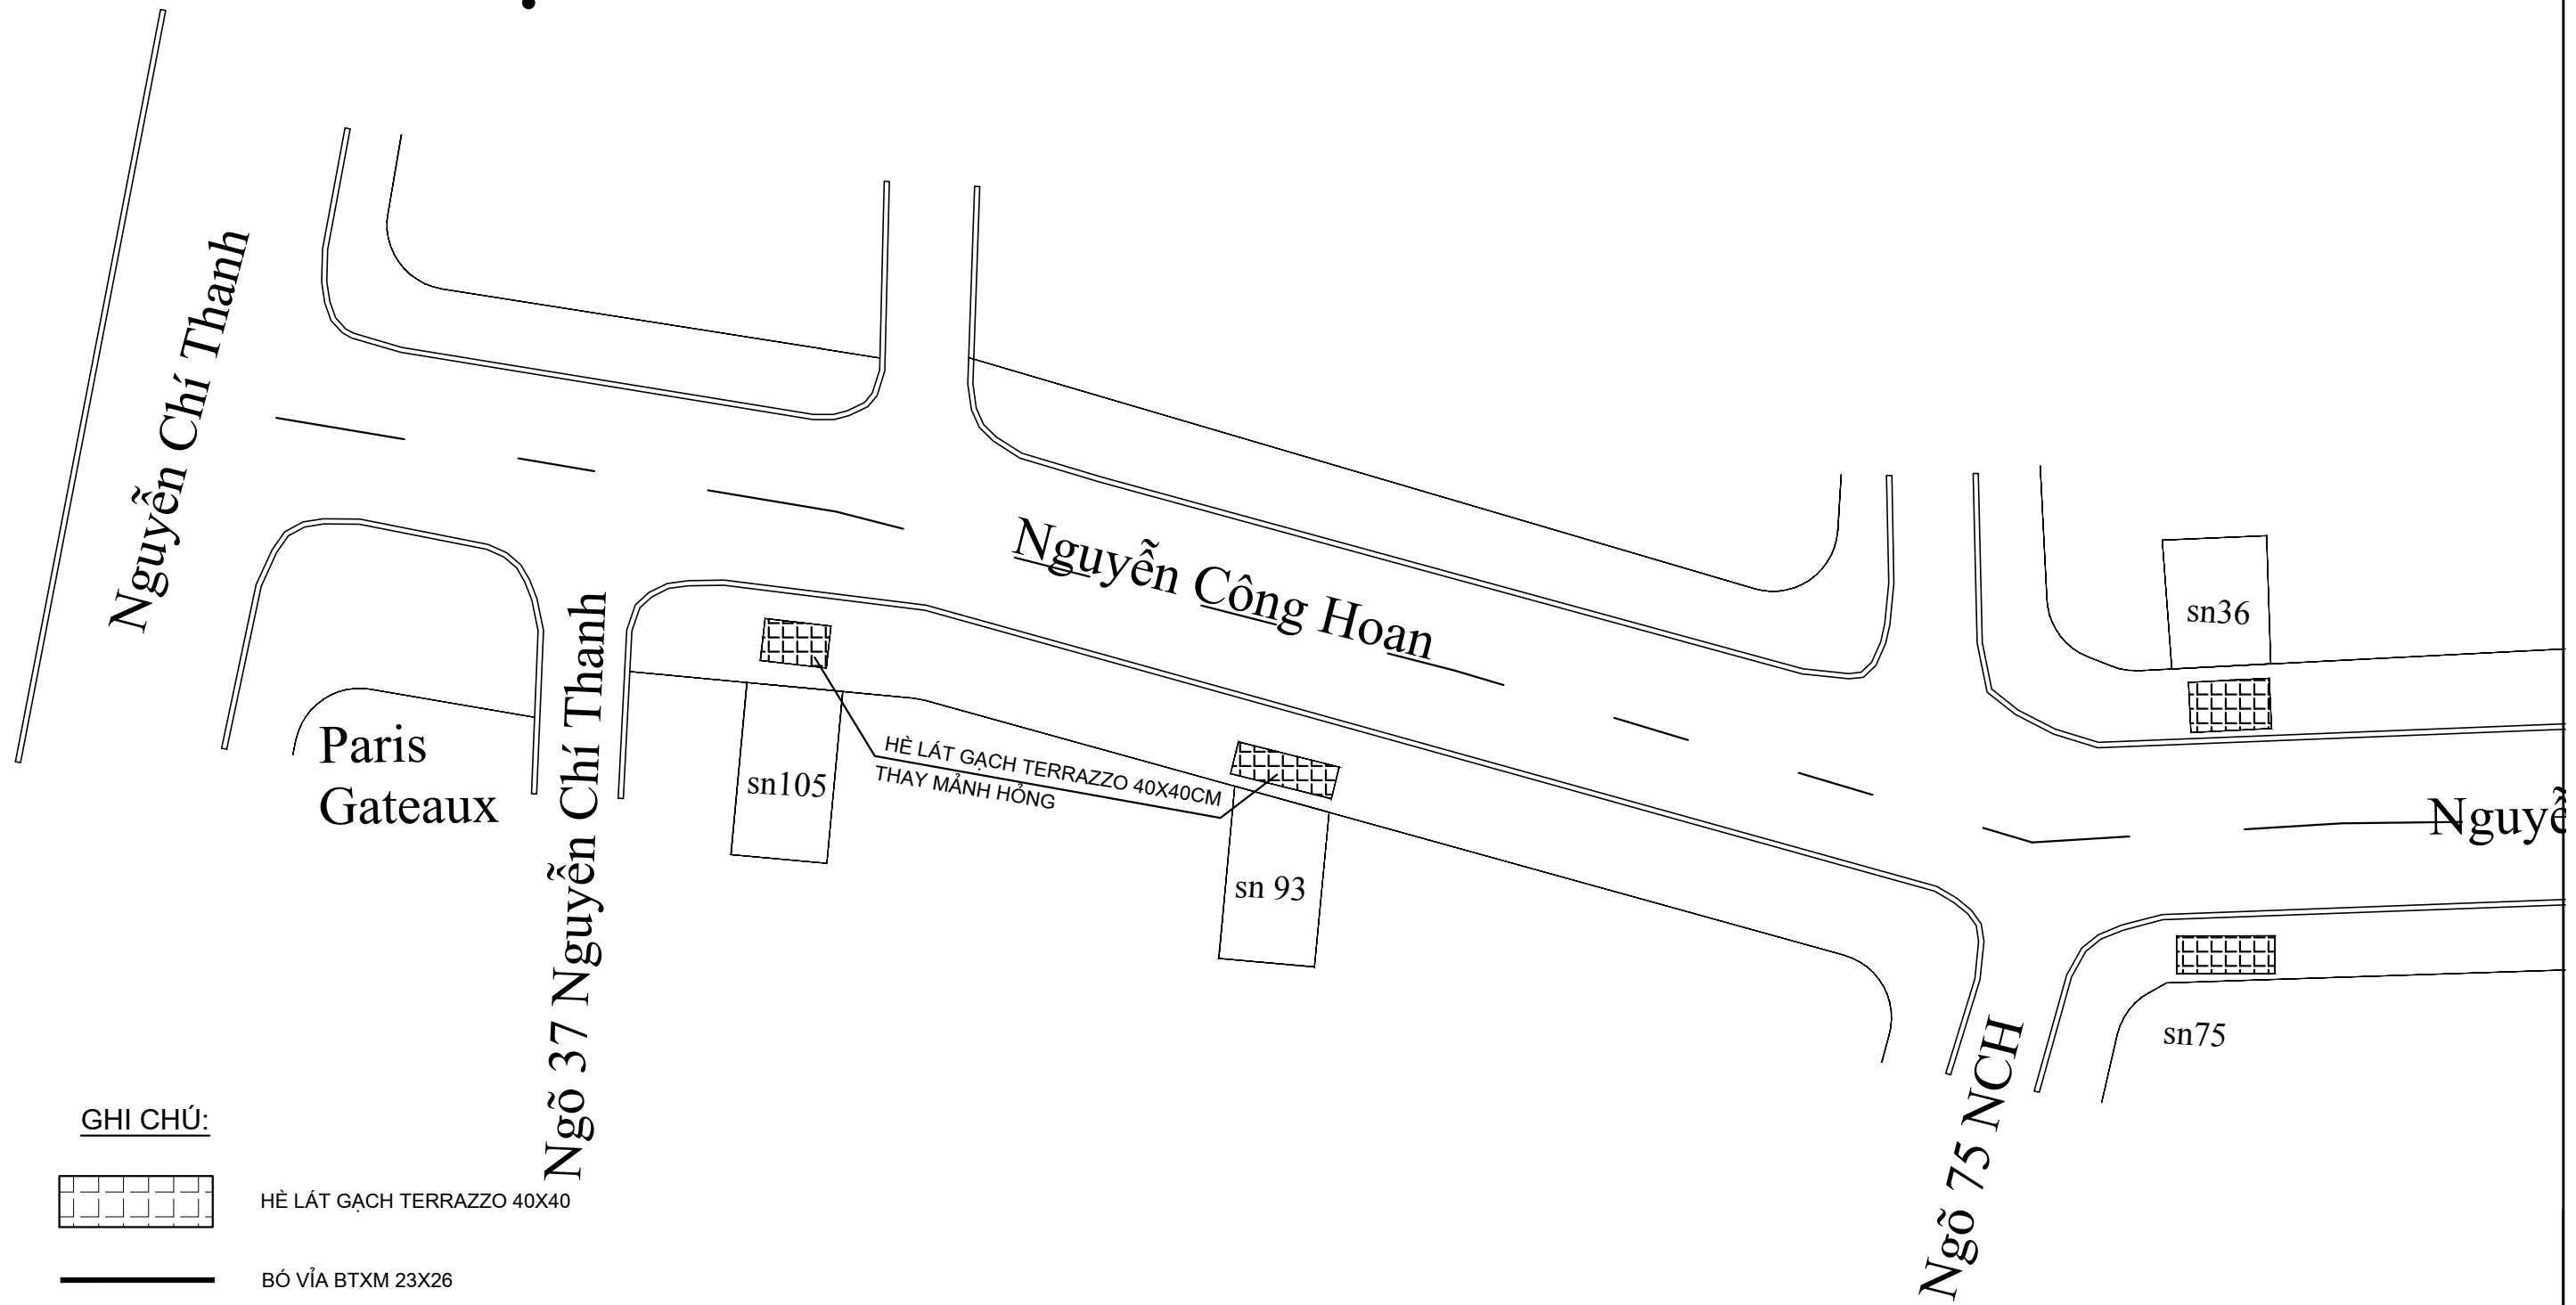 Nguyễn Chí Thanh
Nguyễn Công Hoan
sn36
Paris
Gateaux
Ngõ 37 Nguyễn Chí Thanh
sn105
HÈ LÁT GẠCH TERRAZZO 40X40CM
THAY MẢNH HỎNG
sn 93
Nguyễ
sn75
Ngõ 75 NCH
GHI CHÚ:
HÈ LÁT GẠCH TERRAZZO 40X40
BÓ VỈA BTXM 23X26